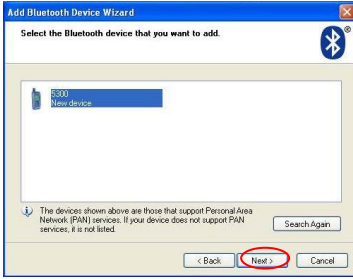 Add Bluetooth Device Wizard
Select the Bluetooth device that you want to add.
5300
New device
The devices shown above are those that support Personal Area
Network (PAN) services. If your device does not support PAN
services, it is not listed.
Search Again
< Back
Next >
Cancel